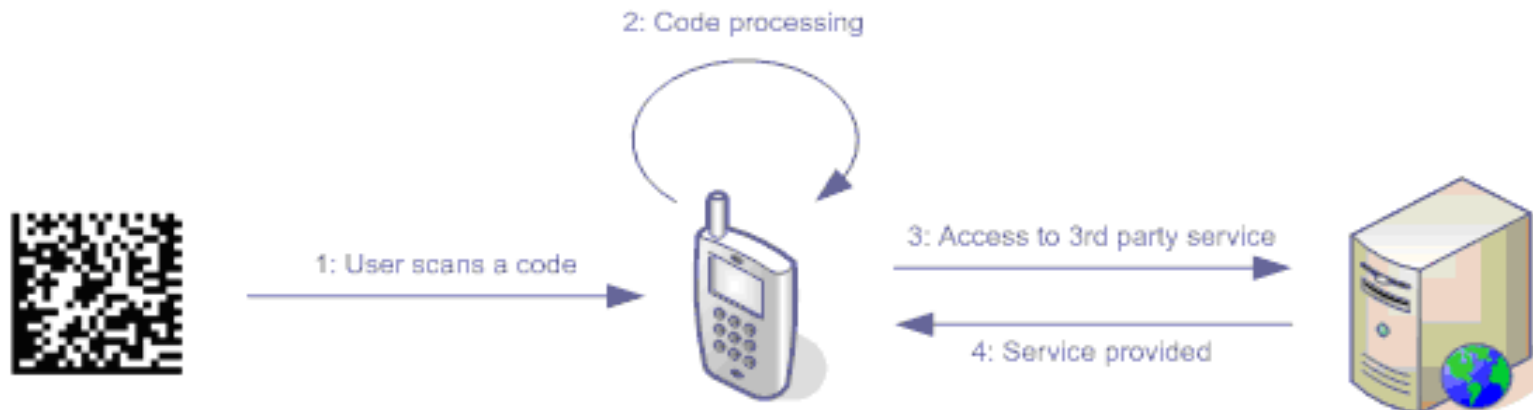 2: Code processing
1: User scans a code
3: Access to 3rd party service
4: Service provided